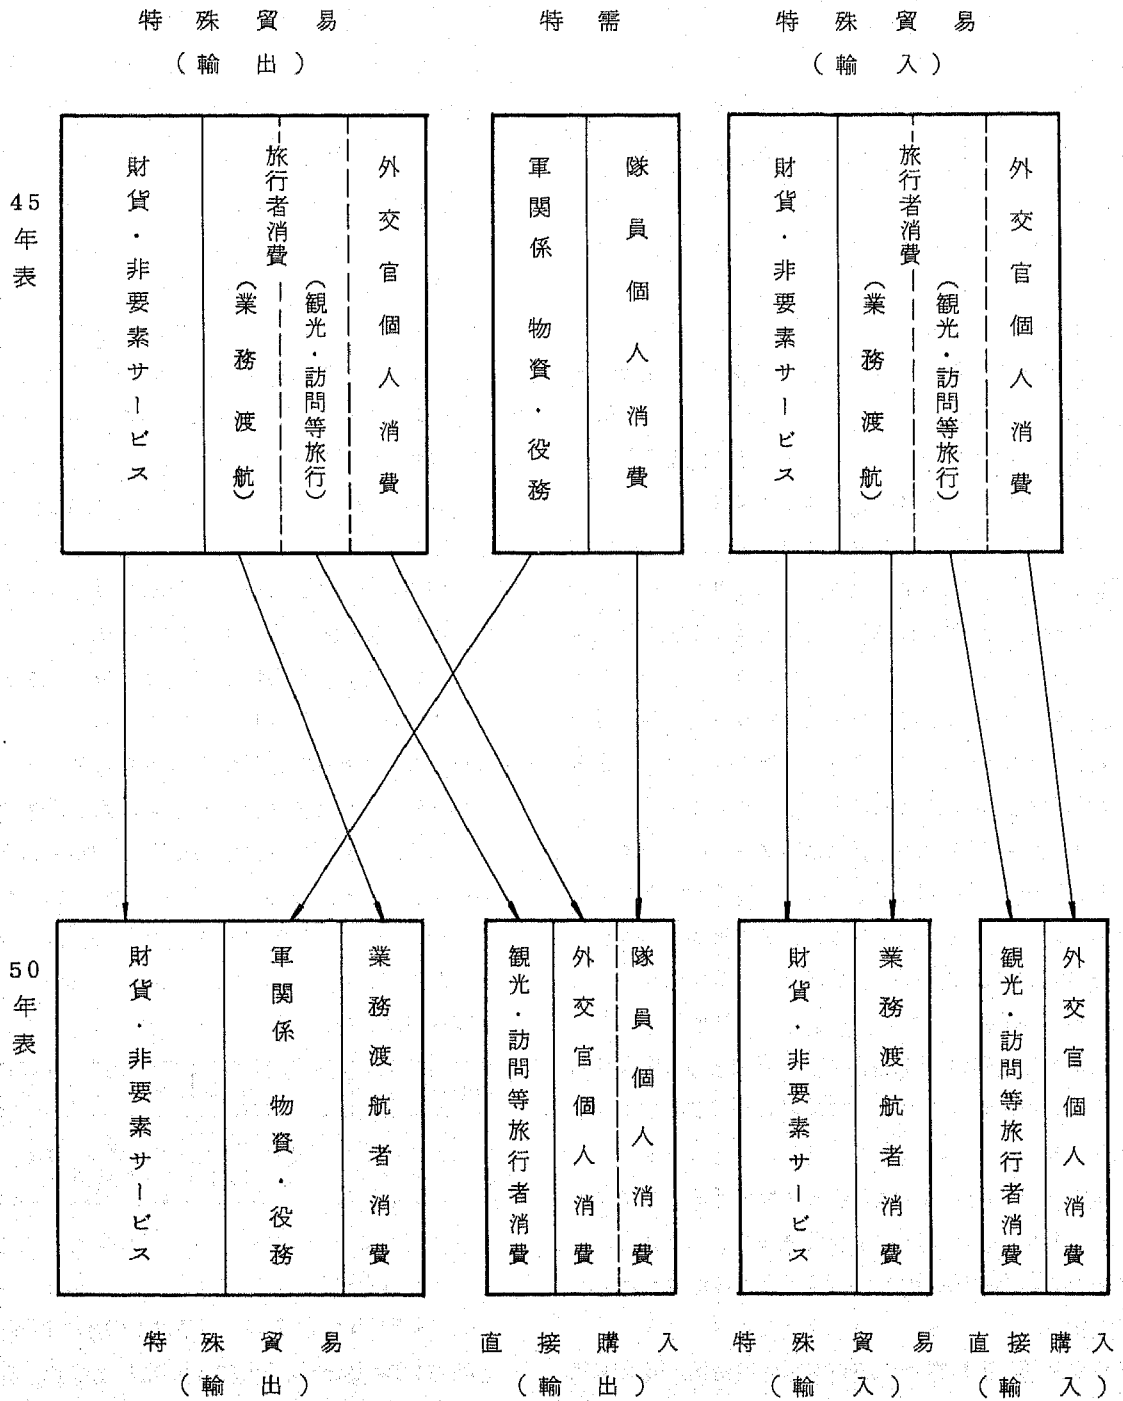 特殊貿易
(輸出)
特需
特殊貿易
(輸入)
45年表
財貨・非要素サービス
旅行者消費
(業務渡航)
(観光・訪問等旅行)
外交官個人消費
軍関係 物資・役務
隊員個人消費
財貨・非要素サービス
旅行者消費
(業務渡航)
(観光・訪問等旅行)
外交官個人消費
50年表
財貨・非要素サービス
軍関係 物資・役務
業務渡航者消費
観光・訪問等旅行者消費
外交官個人消費
隊員個人消費
財貨・非要素サービス
業務渡航者消費
観光・訪問等旅行者消費
外交官個人消費
特殊貿易
(輸出)
直接購入
(輸出)
特殊貿易
(輸入)
直接購入
(輸入)